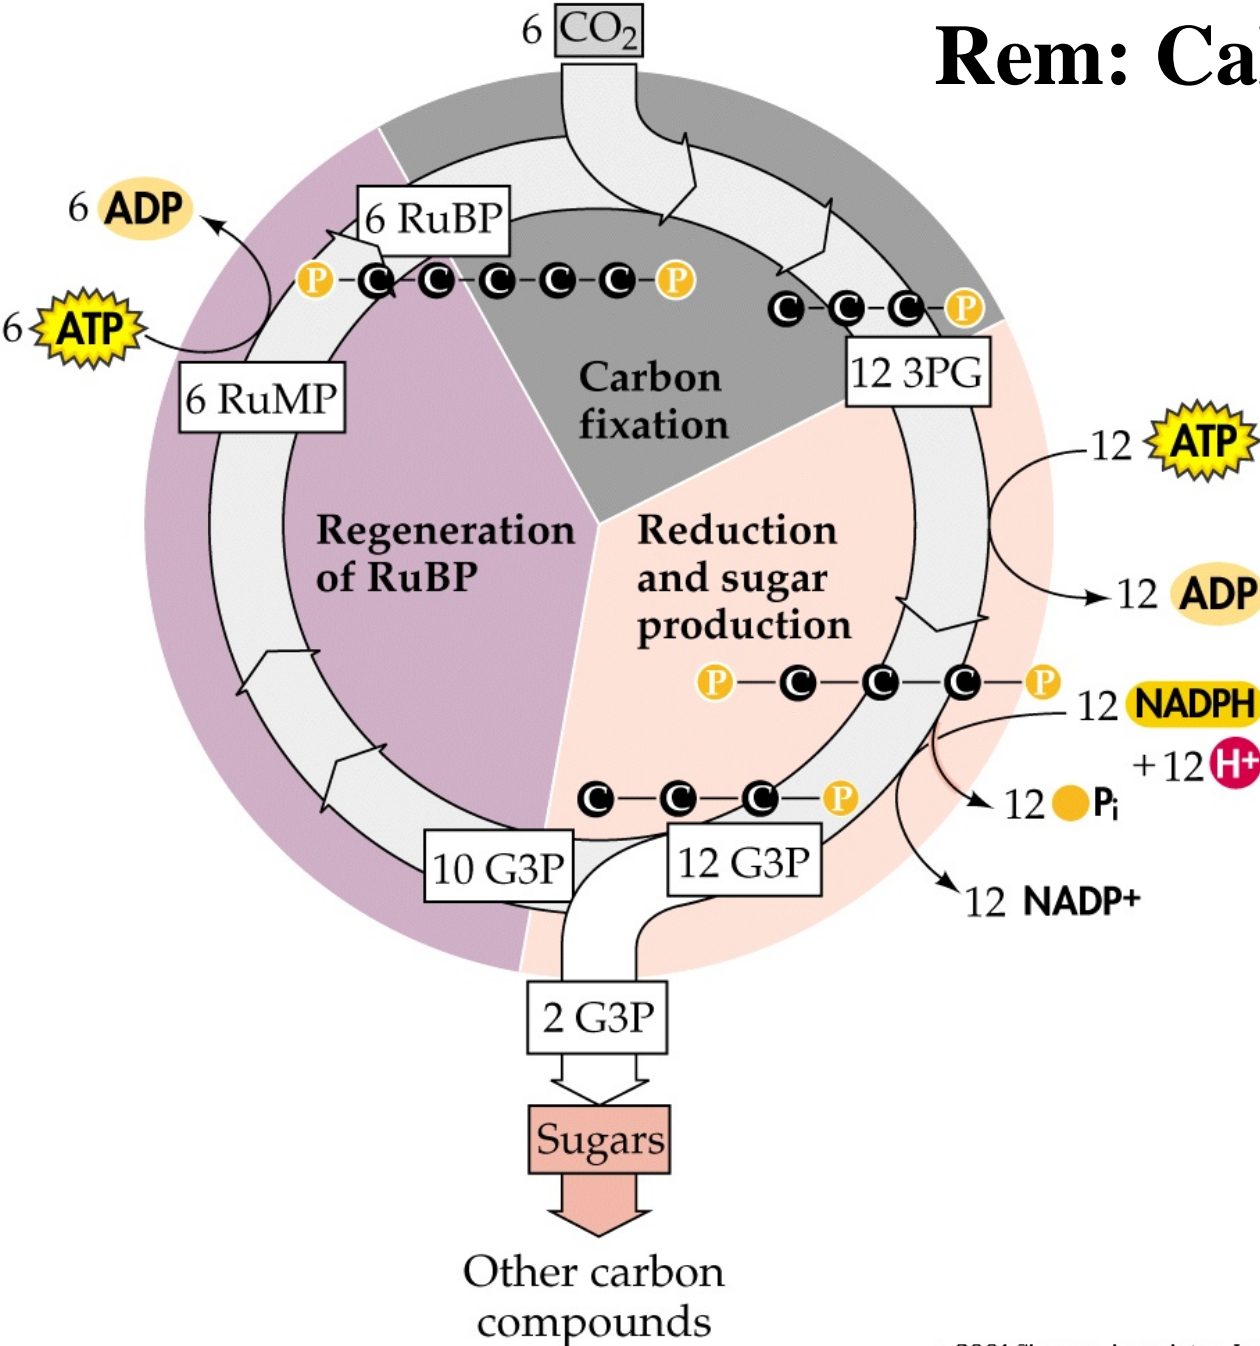 6 CO2
Rem: Ca
6 ADP
6 RuBP
P C C C C C P
C C C P
6 ATP
6 RuMP
12 3PG
Carbon
fixation
12 ATP
Regeneration
of RuBP
Reduction
and sugar
production
12 ADP
P C C C P
12 NADPH
+ 12 H+
12 Pi
C C C P
10 G3P
12 G3P
12 NADP+
2 G3P
Sugars
Other carbon
compounds